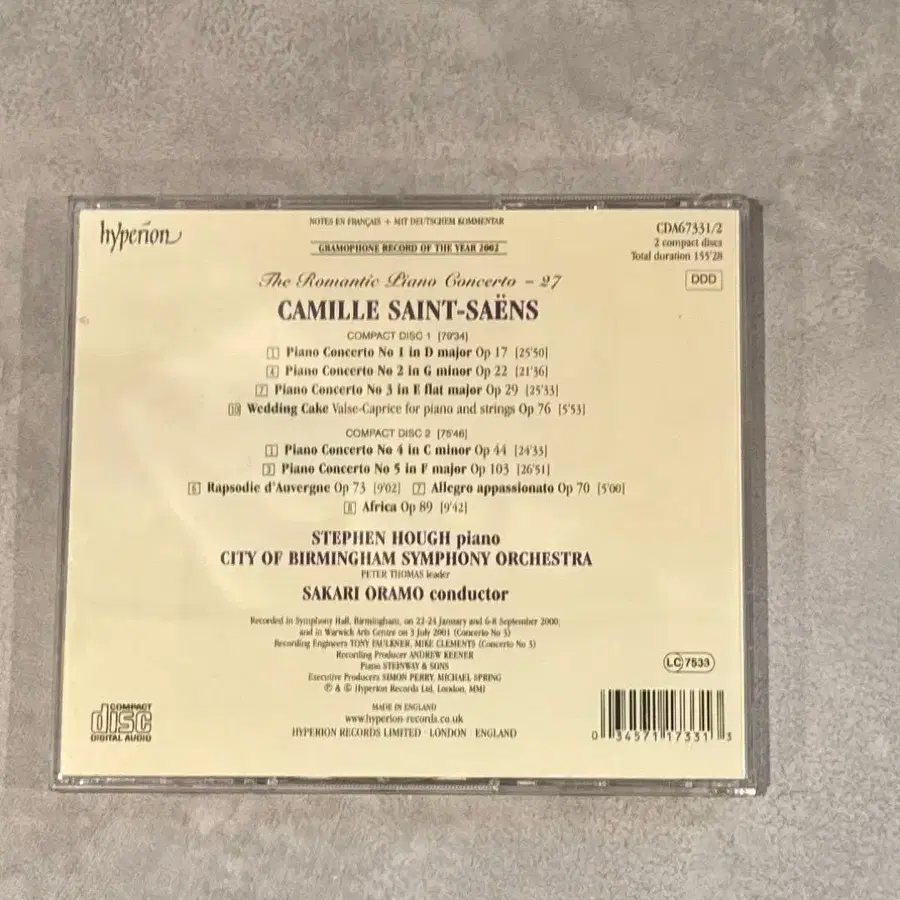 hyperion
NOTES EN FRANÇAIS + MIT DEUTSCHEM KOMMENTAR
GRAMOPHONE RECORD OF THE YEAR 2002
CDA67331/2
2 compact discs
Total duration 155'28
DDD
The Romantic Piano Concerto – 27
CAMILLE SAINT-SAËNS
COMPACT DISC 1 [79'34]
1 Piano Concerto No 1 in D major Op 17 [25'50]
4 Piano Concerto No 2 in G minor Op 22 [21'36]
7 Piano Concerto No 3 in E flat major Op 29 [25'33]
10 Wedding Cake Valse-Caprice for piano and strings Op 76 [5'53]
COMPACT DISC 2 [75'46]
1 Piano Concerto No 4 in C minor Op 44 [24'33]
3 Piano Concerto No 5 in F major Op 103 [26'51]
6 Rapsodie d'Auvergne Op 73 [9'02] 7 Allegro appassionato Op 70 [5'00]
8 Africa Op 89 [9'42]
STEPHEN HOUGH piano
CITY OF BIRMINGHAM SYMPHONY ORCHESTRA
PETER THOMAS leader
SAKARI ORAMO conductor
Recorded in Symphony Hall, Birmingham, on 22-24 January and 6-8 September 2000;
and in Warwick Arts Centre on 3 July 2001 (Concerto No 3)
Recording Engineers TONY FAULKNER, MIKE CLEMENTS (Concerto No 3)
Recording Producer ANDREW KEENER
Piano STEINWAY & SONS
Executive Producers SIMON PERRY, MICHAEL SPRING
℗ & © Hyperion Records Ltd, London, MMI
MADE IN ENGLAND
www.hyperion-records.co.uk
HYPERION RECORDS LIMITED · LONDON · ENGLAND
COMPACT
disc
DIGITAL AUDIO
LC 7533
0 34571 17331 3